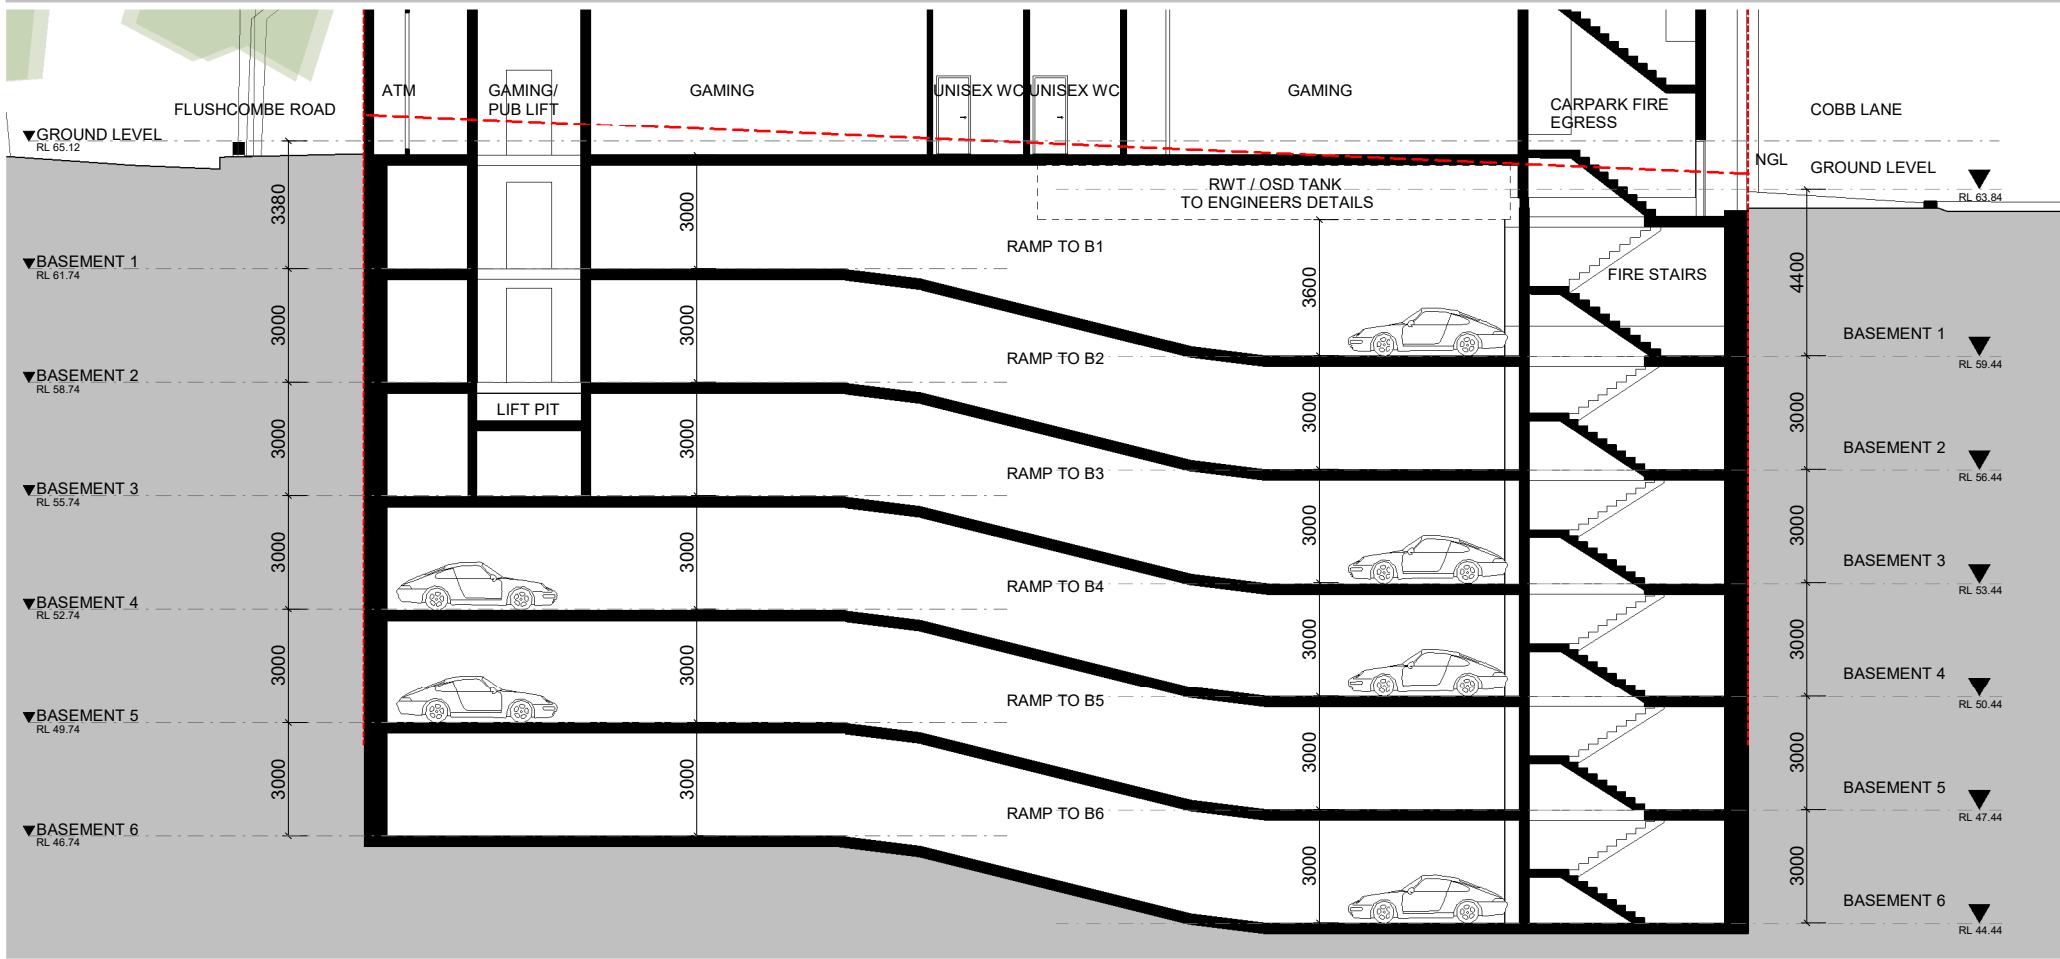 ATM
GAMING/
PUB LIFT
GAMING
UNISEX WC
UNISEX WC
GAMING
CARPARK FIRE
EGRESS
FLUSHCOMBE ROAD
COBB LANE
GROUND LEVEL
RL 65.12
NGL
GROUND LEVEL
RL 63.84
RWT / OSD TANK
TO ENGINEERS DETAILS
3380
3000
RAMP TO B1
3600
FIRE STAIRS
4400
BASEMENT 1
RL 61.74
BASEMENT 1
RL 59.44
3000
3000
RAMP TO B2
BASEMENT 2
RL 58.74
LIFT PIT
3000
3000
BASEMENT 2
RL 56.44
3000
3000
RAMP TO B3
BASEMENT 3
RL 55.74
3000
3000
BASEMENT 3
RL 53.44
3000
3000
RAMP TO B4
BASEMENT 4
RL 52.74
3000
3000
BASEMENT 4
RL 50.44
3000
3000
RAMP TO B5
BASEMENT 5
RL 49.74
3000
3000
BASEMENT 5
RL 47.44
3000
3000
RAMP TO B6
BASEMENT 6
RL 46.74
3000
3000
BASEMENT 6
RL 44.44